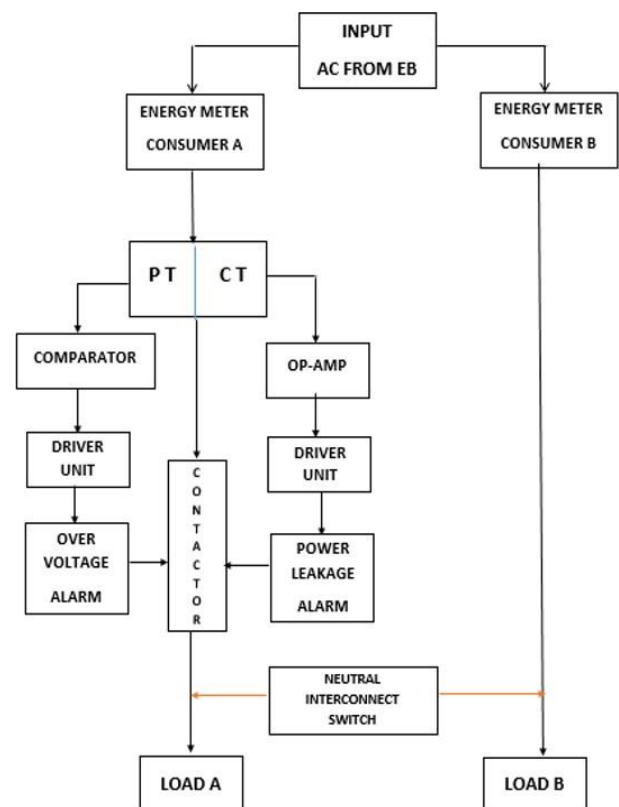 INPUT
AC FROM EB
ENERGY METER
CONSUMER A
ENERGY METER
CONSUMER B
P T
C T
COMPARATOR
OP-AMP
DRIVER
UNIT
DRIVER
UNIT
C
O
N
T
A
C
T
O
R
OVER
VOLTAGE
ALARM
POWER
LEAKAGE
ALARM
NEUTRAL
INTERCONNECT
SWITCH
LOAD A
LOAD B